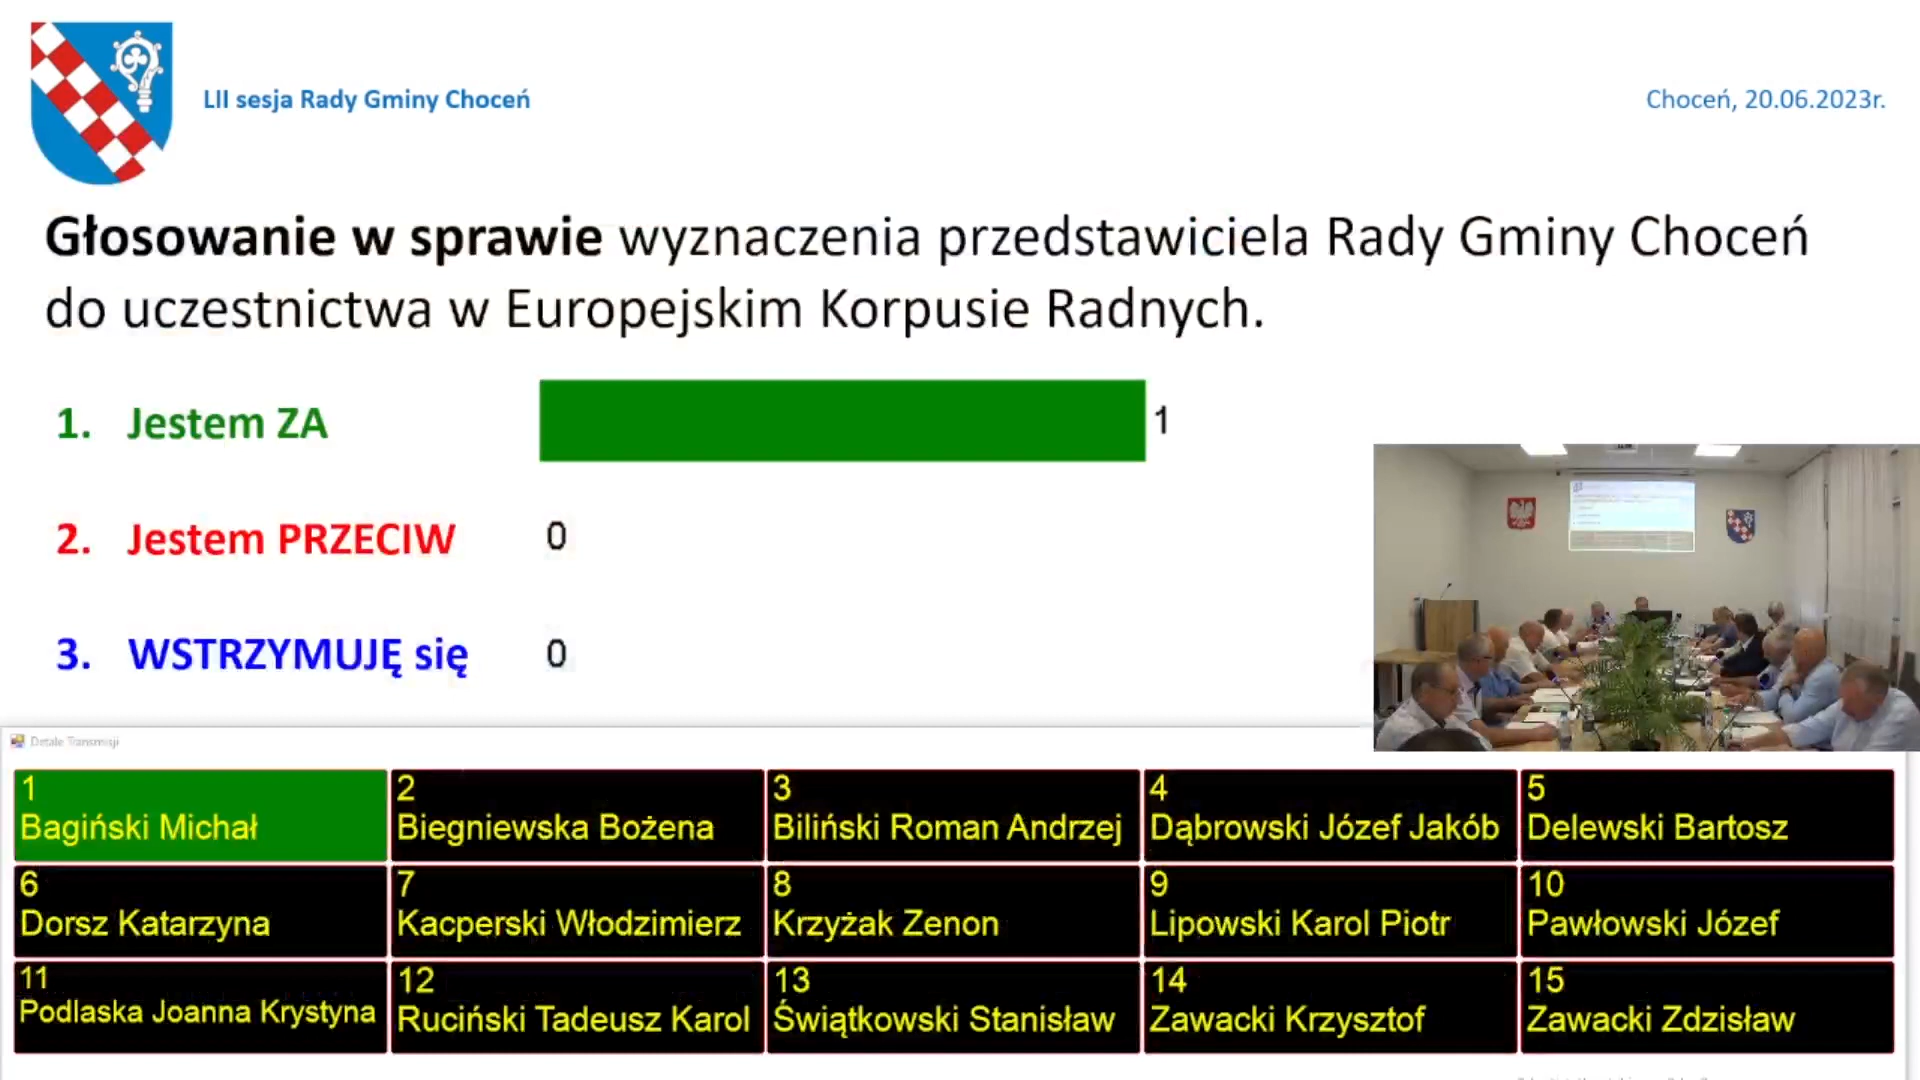 LII sesja Rady Gminy Choceń
Choceń, 20.06.2023r.
Głosowanie w sprawie wyznaczenia przedstawiciela Rady Gminy Choceń
do uczestnictwa w Europejskim Korpusie Radnych.
1. Jestem ZA 1
2. Jestem PRZECIW 0
3. WSTRZYMUJĘ się 0
Detale Transmisji
1
Bagiński Michał
2
Biegniewska Bożena
3
Biliński Roman Andrzej
4
Dąbrowski Józef Jakób
5
Delewski Bartosz
6
Dorsz Katarzyna
7
Kacperski Włodzimierz
8
Krzyżak Zenon
9
Lipowski Karol Piotr
10
Pawłowski Józef
11
Podlaska Joanna Krystyna
12
Ruciński Tadeusz Karol
13
Świątkowski Stanisław
14
Zawacki Krzysztof
15
Zawacki Zdzisław